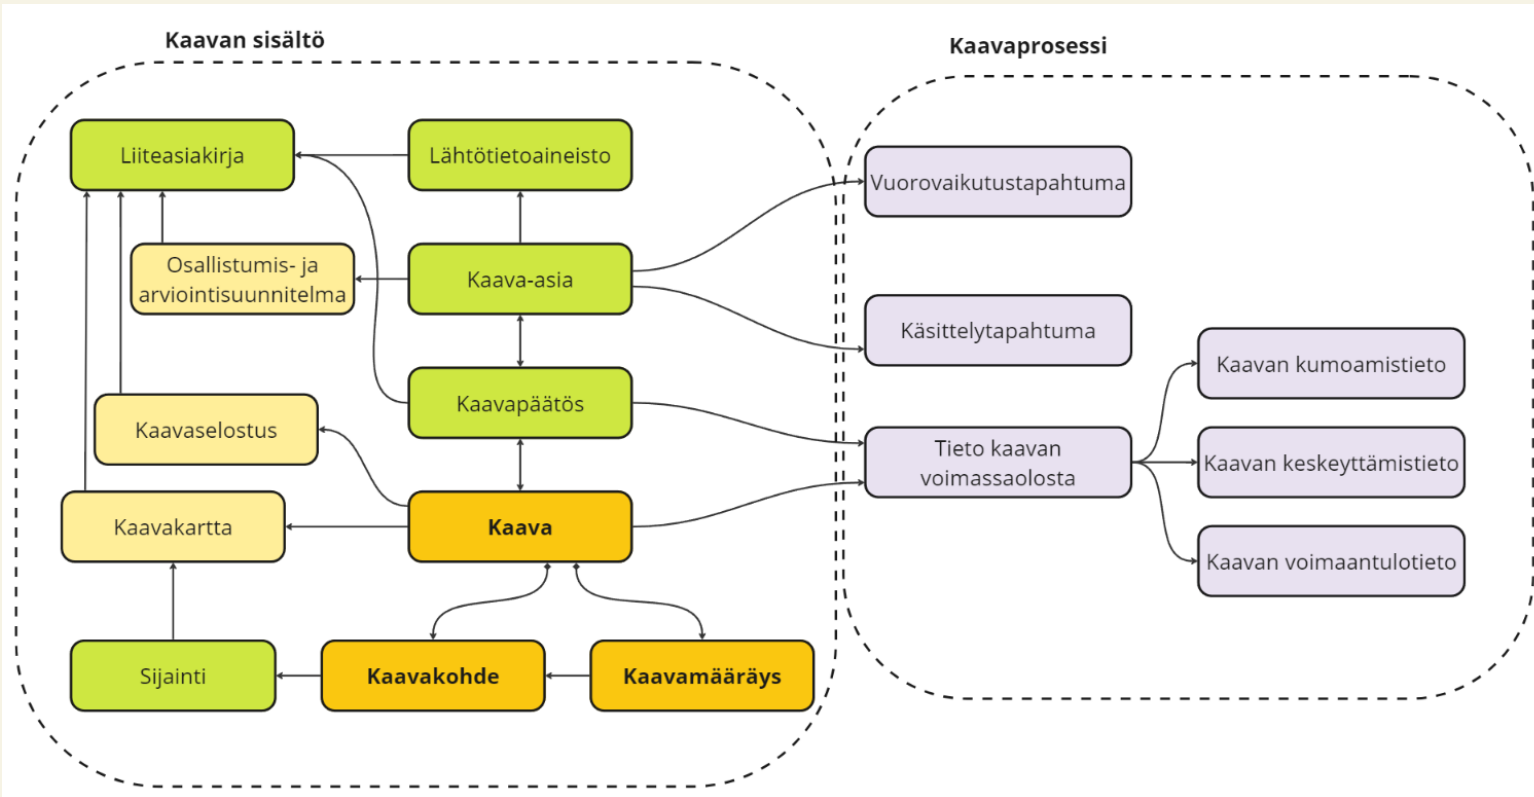 Kaavan sisältö
Kaavaprosessi
Liiteasiakirja
Lähtötietoaineisto
Vuorovaikutustapahtuma
Osallistumis- ja
arviointisuunnitelma
Kaava-asia
Käsittelytapahtuma
Kaavan kumoamistieto
Kaavaselostus
Kaavapäätös
Tieto kaavan
voimassaolosta
Kaavan keskeyttämistieto
Kaavakartta
Kaava
Kaavan voimaantulotieto
Sijainti
Kaavakohde
Kaavamääräys